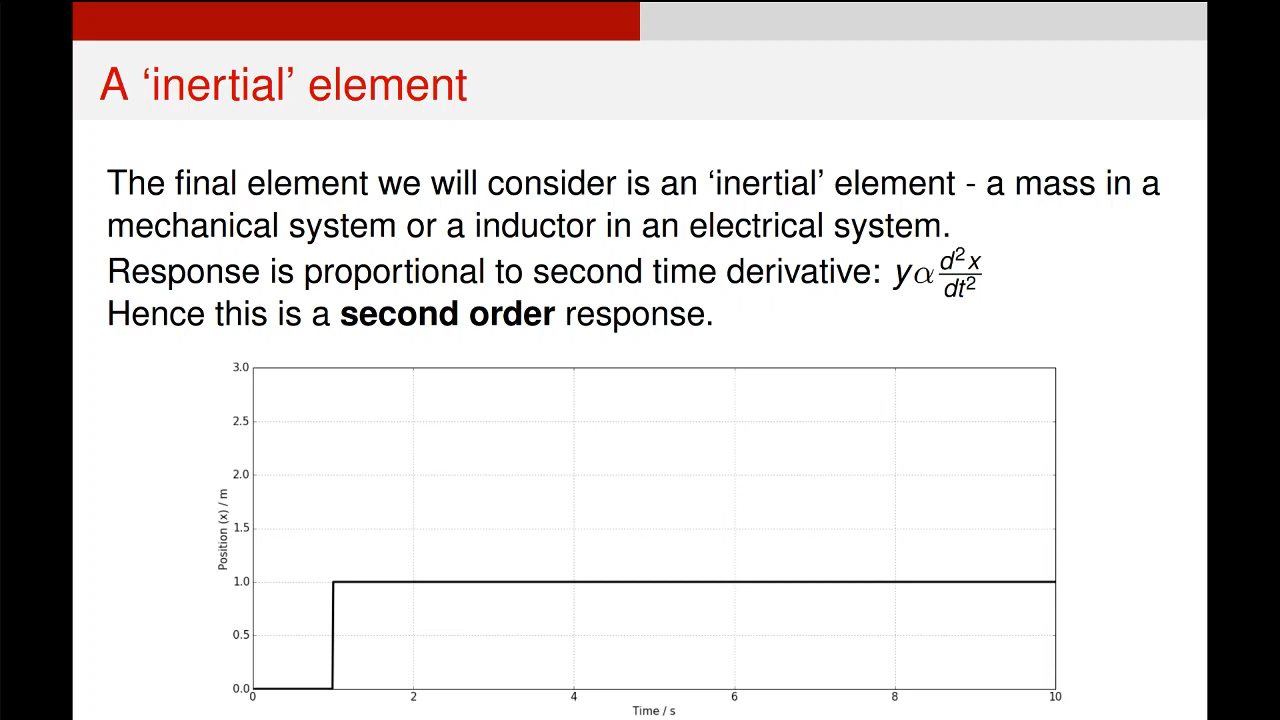 A ‘inertial’ element
The final element we will consider is an ‘inertial’ element - a mass in a
mechanical system or a inductor in an electrical system.
Response is proportional to second time derivative: yα d²x/dt²
Hence this is a second order response.
3.0
2.5
2.0
1.5
1.0
0.5
0.0
Position (x) / m
0 2 4 6 8 10
Time / s